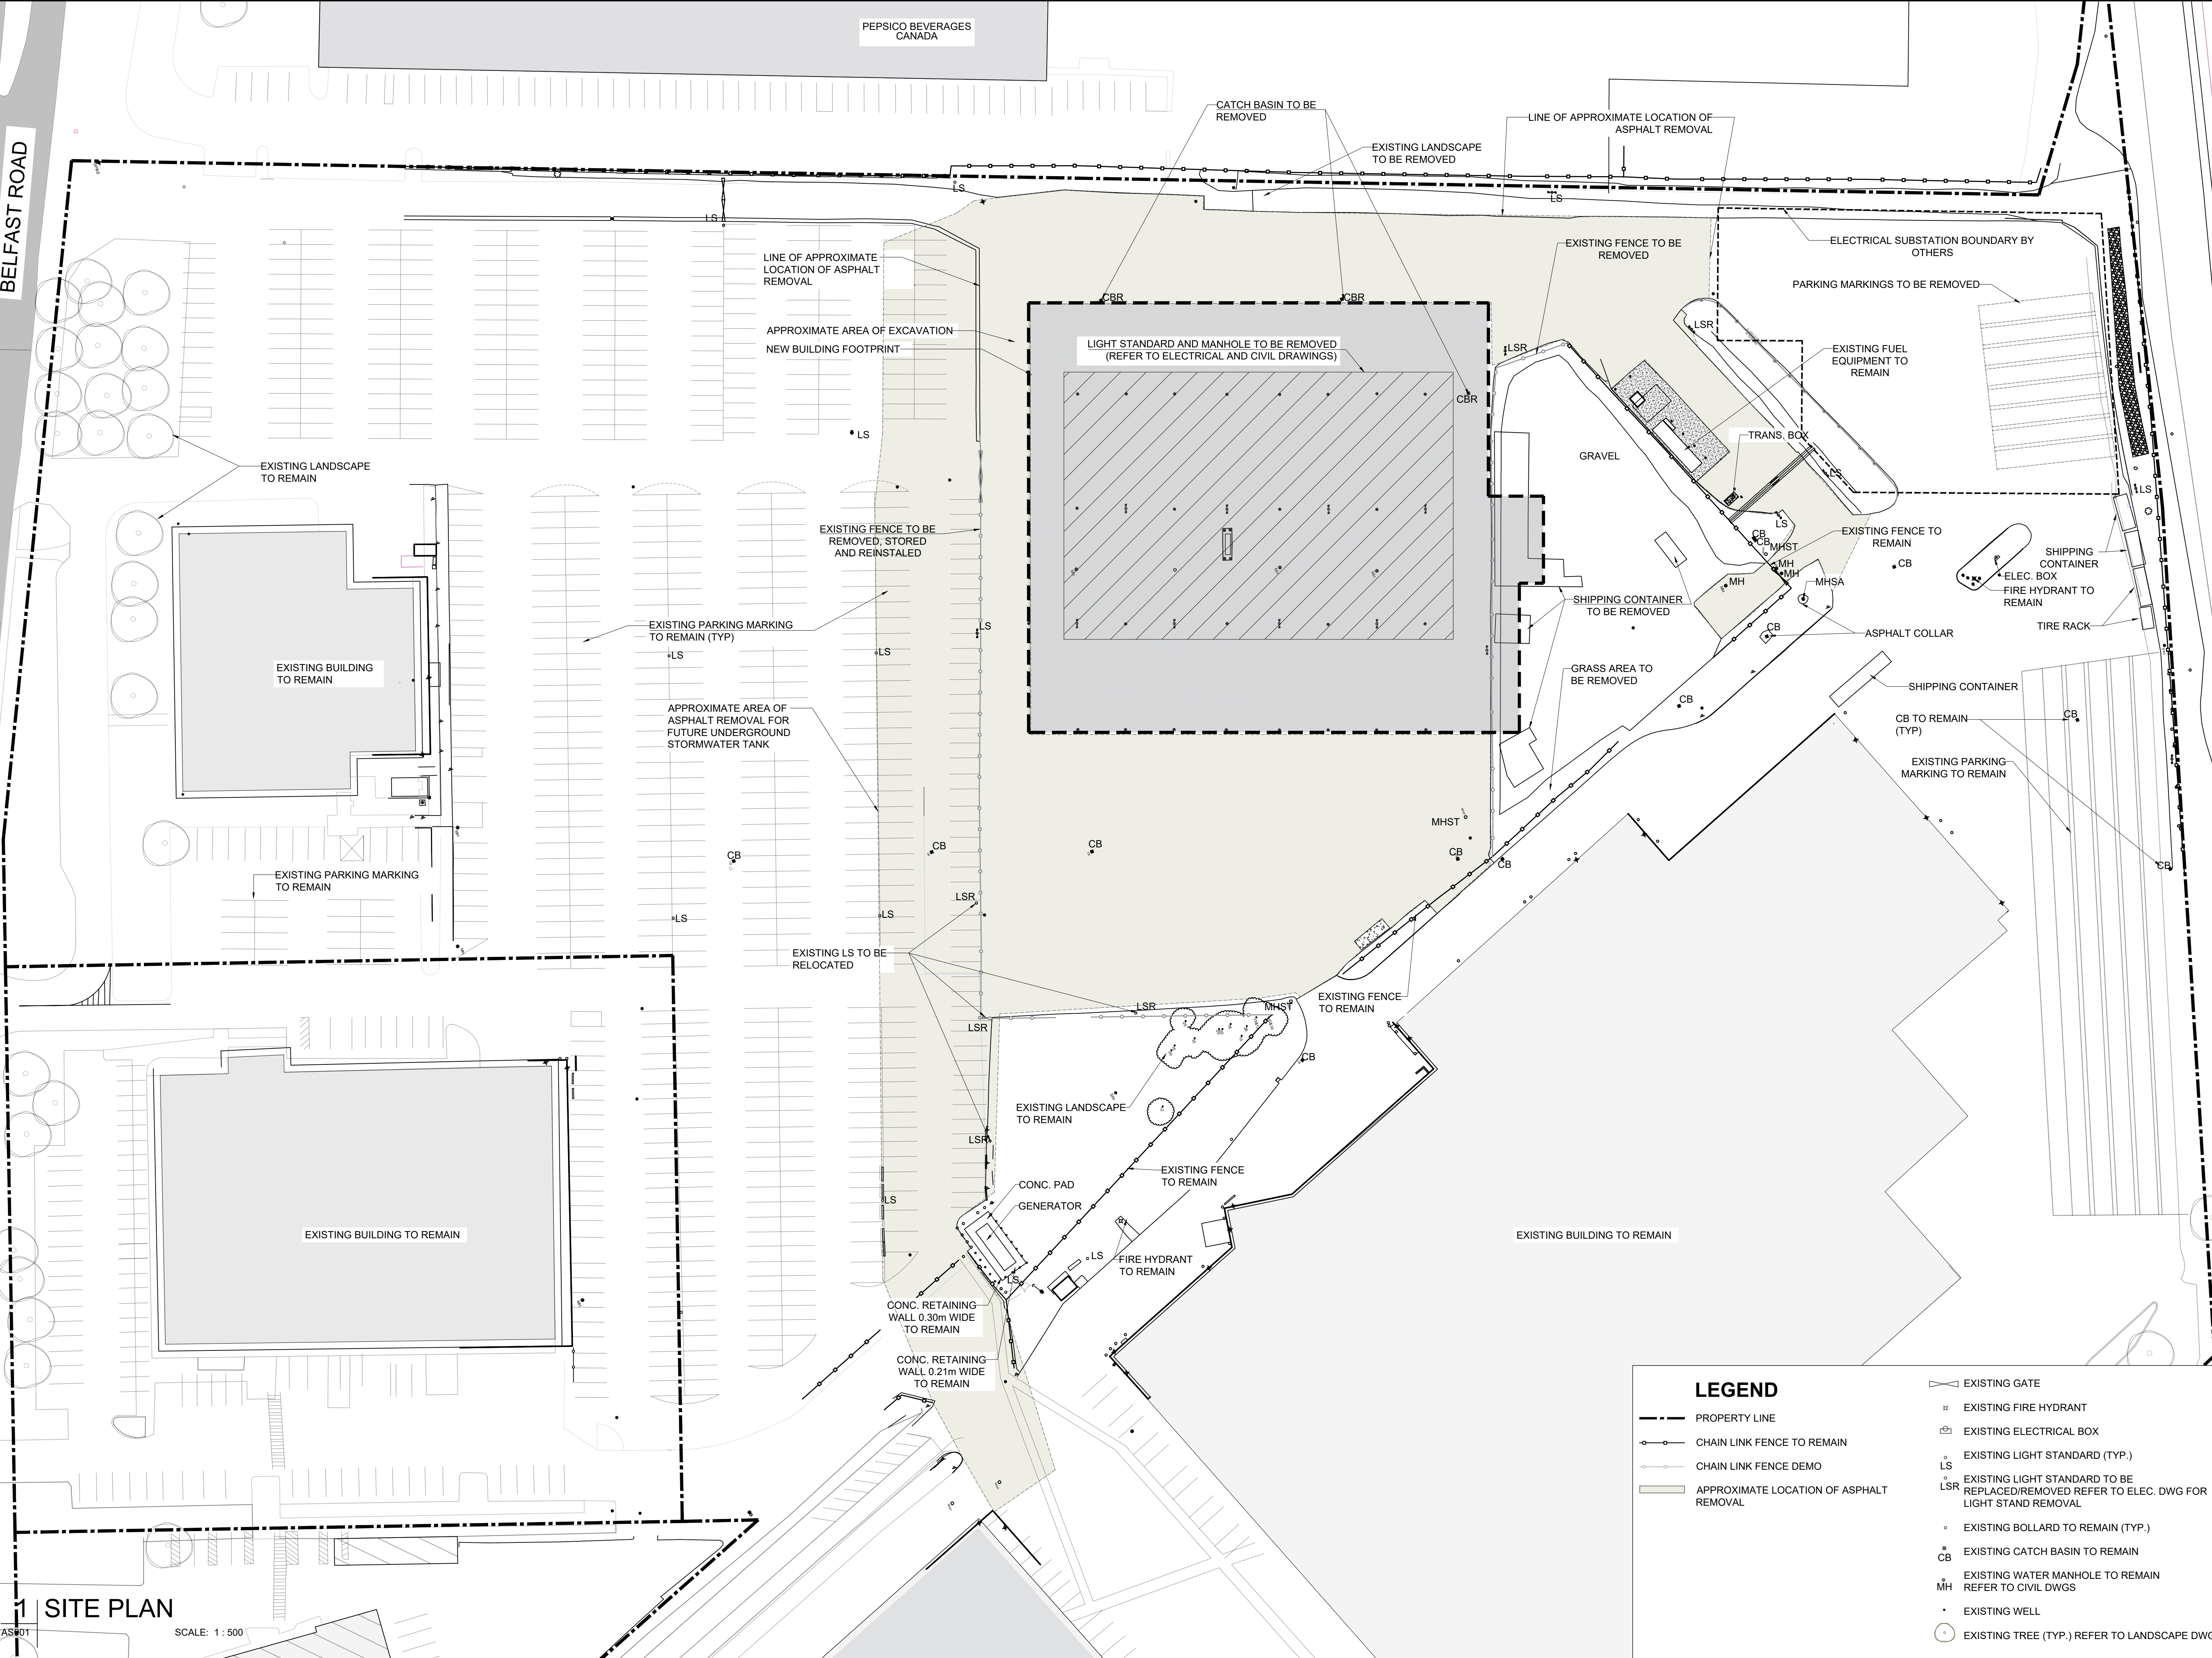 PEPSICO BEVERAGES
CANADA
BELFAST ROAD
CATCH BASIN TO BE
REMOVED
LINE OF APPROXIMATE LOCATION OF
ASPHALT REMOVAL
EXISTING LANDSCAPE
TO BE REMOVED
LS
LS
LS
EXISTING FENCE TO BE
REMOVED
ELECTRICAL SUBSTATION BOUNDARY BY
OTHERS
LINE OF APPROXIMATE
LOCATION OF ASPHALT
REMOVAL
PARKING MARKINGS TO BE REMOVED
CBR
CBR
APPROXIMATE AREA OF EXCAVATION
NEW BUILDING FOOTPRINT
LIGHT STANDARD AND MANHOLE TO BE REMOVED
(REFER TO ELECTRICAL AND CIVIL DRAWINGS)
LSR
LSR
EXISTING FUEL
EQUIPMENT TO
REMAIN
CBR
LS
TRANS. BOX
GRAVEL
EXISTING LANDSCAPE
TO REMAIN
LS
LS
EXISTING FENCE TO BE
REMOVED, STORED
AND REINSTALED
LS
EXISTING FENCE TO
REMAIN
CB
CB
MHST
MH
MH
MH
MHSA
CB
SHIPPING
CONTAINER
ELEC. BOX
FIRE HYDRANT TO
REMAIN
SHIPPING CONTAINER
TO BE REMOVED
TIRE RACK
CB
ASPHALT COLLAR
EXISTING PARKING MARKING
TO REMAIN (TYP)
LS
LS
LS
EXISTING BUILDING
TO REMAIN
GRASS AREA TO
BE REMOVED
SHIPPING CONTAINER
CB
APPROXIMATE AREA OF
ASPHALT REMOVAL FOR
FUTURE UNDERGROUND
STORMWATER TANK
CB TO REMAIN
(TYP)
CB
EXISTING PARKING
MARKING TO REMAIN
MHST
CB
CB
CB
CB
CB
CB
EXISTING PARKING MARKING
TO REMAIN
LSR
LS
LS
EXISTING LS TO BE
RELOCATED
EXISTING FENCE
TO REMAIN
LSR
MHST
LSR
CB
EXISTING LANDSCAPE
TO REMAIN
LSR
EXISTING FENCE
TO REMAIN
CONC. PAD
LS
GENERATOR
EXISTING BUILDING TO REMAIN
EXISTING BUILDING TO REMAIN
LS
FIRE HYDRANT
TO REMAIN
LS
CONC. RETAINING
WALL 0.30m WIDE
TO REMAIN
CONC. RETAINING
WALL 0.21m WIDE
TO REMAIN
LEGEND
PROPERTY LINE
CHAIN LINK FENCE TO REMAIN
CHAIN LINK FENCE DEMO
APPROXIMATE LOCATION OF ASPHALT
REMOVAL
EXISTING GATE
EXISTING FIRE HYDRANT
EXISTING ELECTRICAL BOX
EXISTING LIGHT STANDARD (TYP.)
LS
EXISTING LIGHT STANDARD TO BE
LSR REPLACED/REMOVED REFER TO ELEC. DWG FOR
LIGHT STAND REMOVAL
EXISTING BOLLARD TO REMAIN (TYP.)
CB EXISTING CATCH BASIN TO REMAIN
EXISTING WATER MANHOLE TO REMAIN
MH REFER TO CIVIL DWGS
EXISTING WELL
EXISTING TREE (TYP.) REFER TO LANDSCAPE DWG
1 SITE PLAN
SCALE: 1 : 500